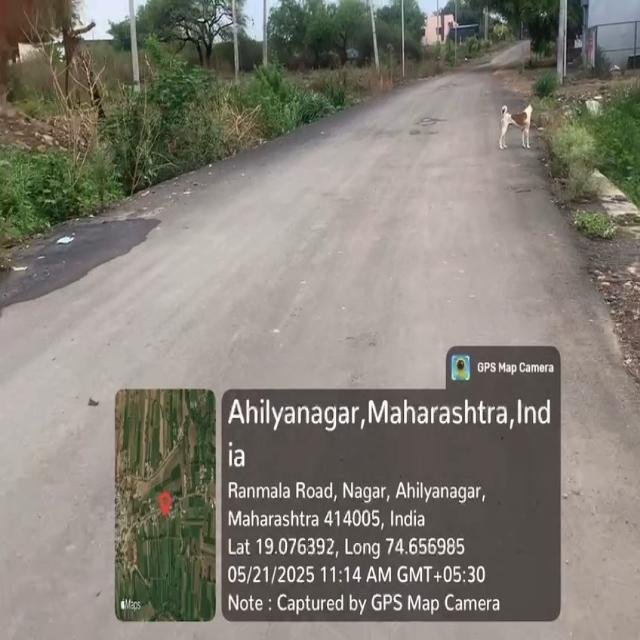 GPS Map Camera
Ahilyanagar,Maharashtra,Ind
ia
Ranmala Road, Nagar, Ahilyanagar,
Maharashtra 414005, India
Lat 19.076392, Long 74.656985
05/21/2025 11:14 AM GMT+05:30
Note : Captured by GPS Map Camera
Maps